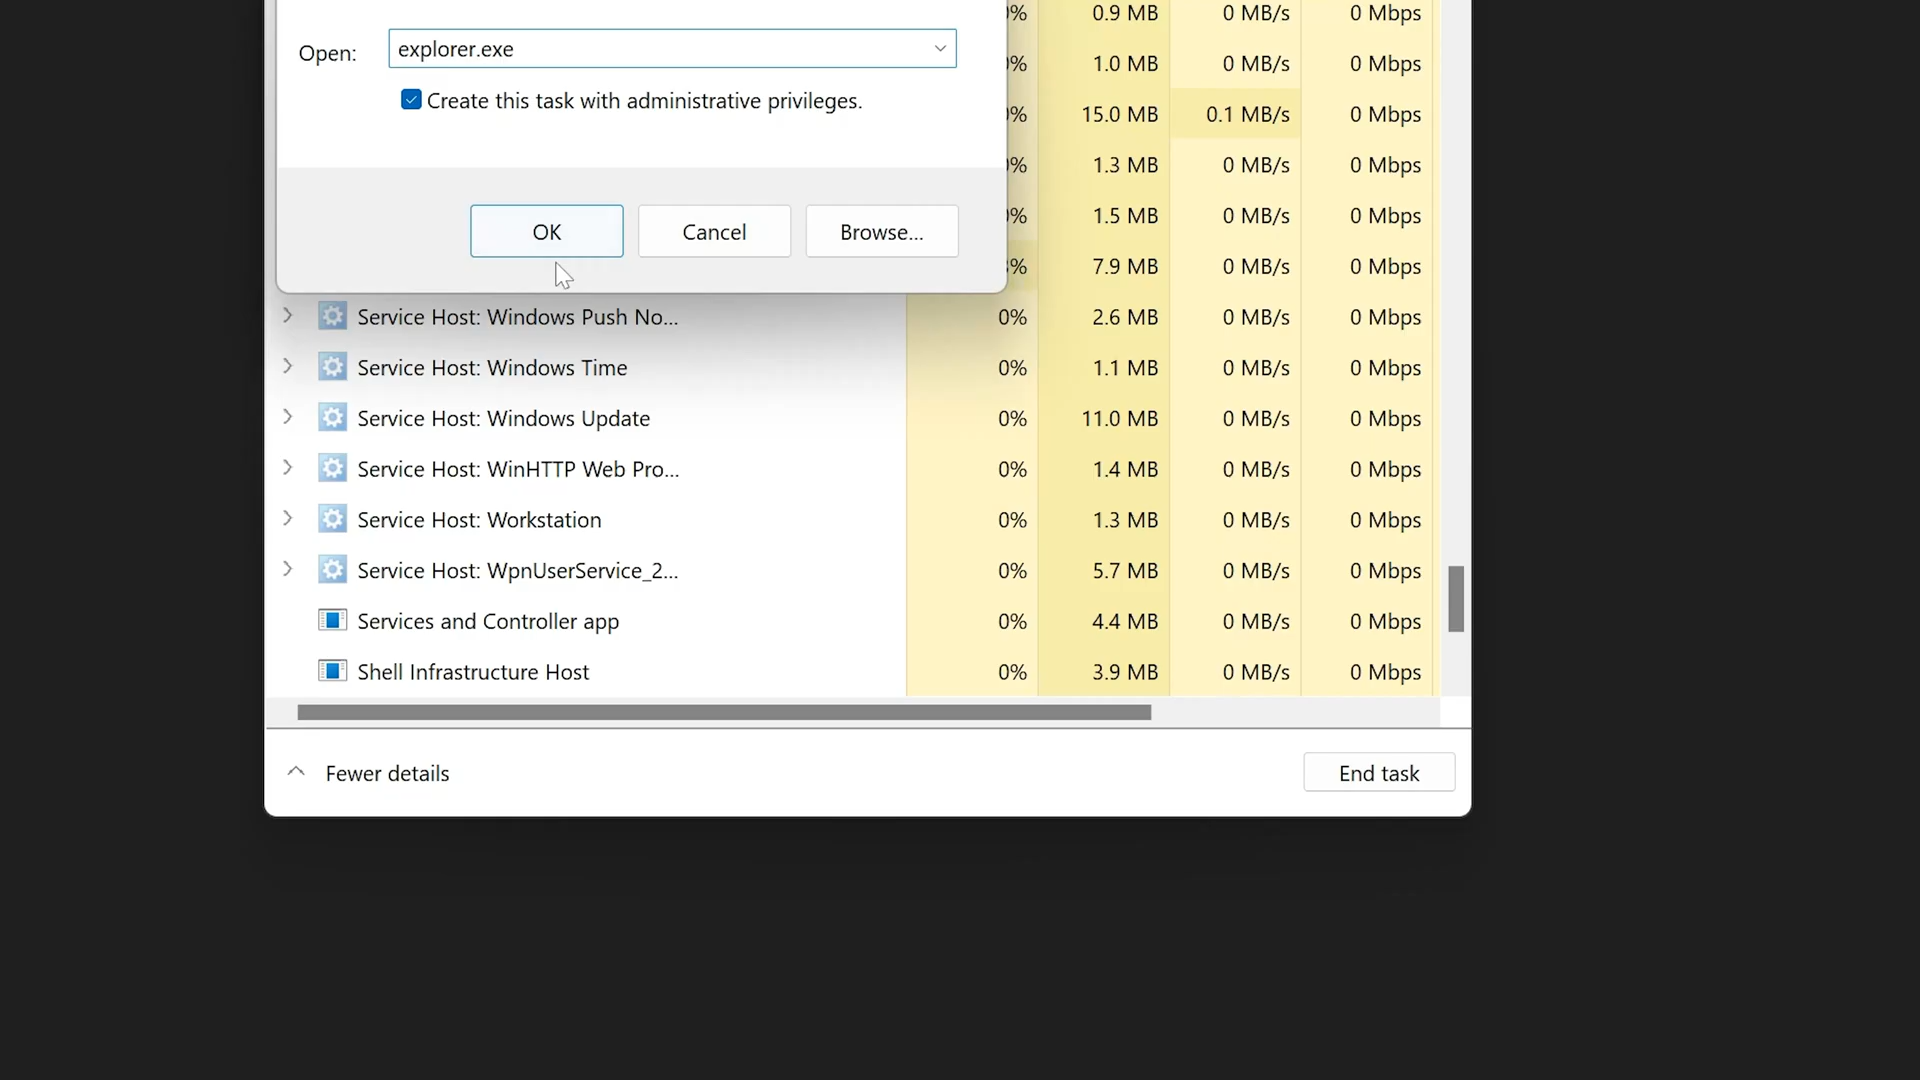 0.9 MB 0 MB/s 0 Mbps
Open: explorer.exe
% 1.0 MB 0 MB/s 0 Mbps
Create this task with administrative privileges.
% 15.0 MB 0.1 MB/s 0 Mbps
% 1.3 MB 0 MB/s 0 Mbps
% 1.5 MB 0 MB/s 0 Mbps
OK Cancel Browse...
% 7.9 MB 0 MB/s 0 Mbps
Service Host: Windows Push No... 0% 2.6 MB 0 MB/s 0 Mbps
Service Host: Windows Time 0% 1.1 MB 0 MB/s 0 Mbps
Service Host: Windows Update 0% 11.0 MB 0 MB/s 0 Mbps
Service Host: WinHTTP Web Pro... 0% 1.4 MB 0 MB/s 0 Mbps
Service Host: Workstation 0% 1.3 MB 0 MB/s 0 Mbps
Service Host: WpnUserService_2... 0% 5.7 MB 0 MB/s 0 Mbps
Services and Controller app 0% 4.4 MB 0 MB/s 0 Mbps
Shell Infrastructure Host 0% 3.9 MB 0 MB/s 0 Mbps
Fewer details End task